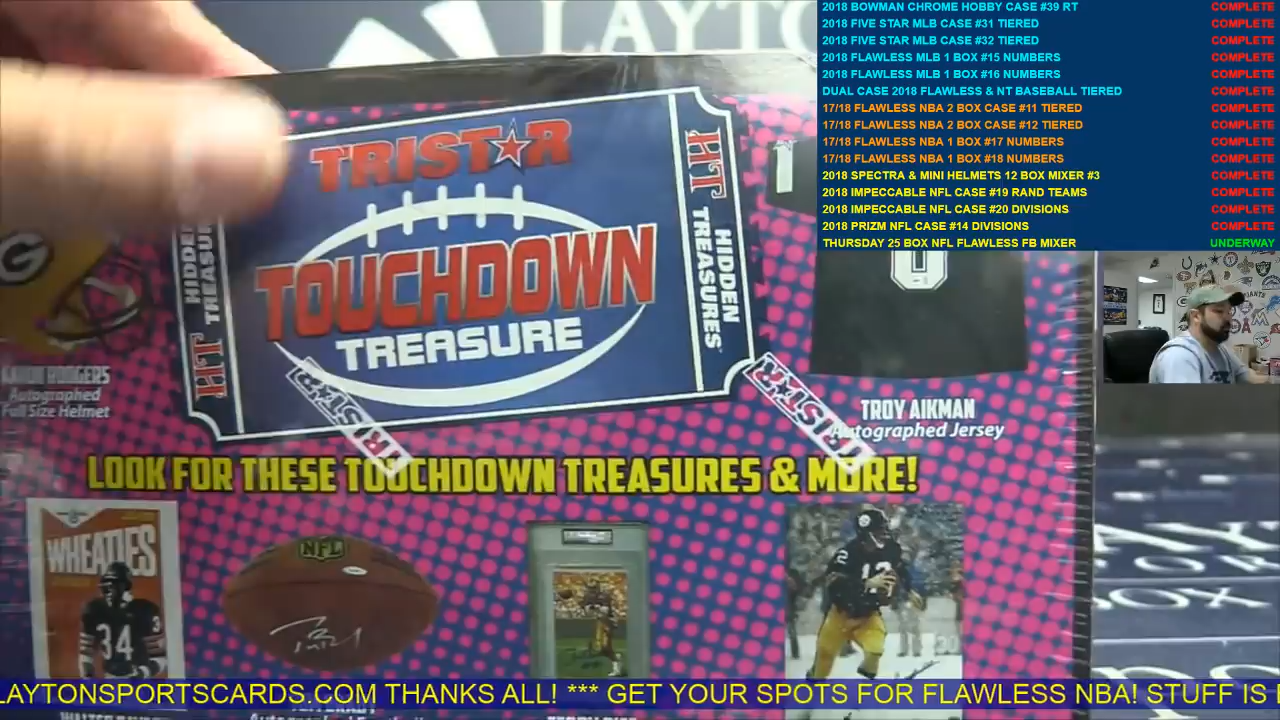 LAYTON
2018 BOWMAN CHROME HOBBY CASE #39 RT COMPLETE
2018 FIVE STAR MLB CASE #31 TIERED COMPLETE
2018 FIVE STAR MLB CASE #32 TIERED COMPLETE
2018 FLAWLESS MLB 1 BOX #15 NUMBERS COMPLETE
2018 FLAWLESS MLB 1 BOX #16 NUMBERS COMPLETE
DUAL CASE 2018 FLAWLESS & NT BASEBALL TIERED COMPLETE
17/18 FLAWLESS NBA 2 BOX CASE #11 TIERED COMPLETE
17/18 FLAWLESS NBA 2 BOX CASE #12 TIERED COMPLETE
17/18 FLAWLESS NBA 1 BOX #17 NUMBERS COMPLETE
17/18 FLAWLESS NBA 1 BOX #18 NUMBERS COMPLETE
2018 SPECTRA & MINI HELMETS 12 BOX MIXER #3 COMPLETE
2018 IMPECCABLE NFL CASE #19 RAND TEAMS COMPLETE
2018 IMPECCABLE NFL CASE #20 DIVISIONS COMPLETE
2018 PRIZM NFL CASE #14 DIVISIONS COMPLETE
THURSDAY 25 BOX NFL FLAWLESS FB MIXER UNDERWAY
TRISTAR
TOUCHDOWN
TREASURE
HT HIDDEN TREASURES
HT HIDDEN TREASUR
TRISTAR
TRISTAR
RODGERS
Autographed
Full Size Helmet
TROY AIKMAN
Autographed Jersey
LOOK FOR THESE TOUCHDOWN TREASURES & MORE!
WHEATIES
34
NFL
12
BOX
LAYTONSPORTSCARDS.COM THANKS ALL! *** GET YOUR SPOTS FOR FLAWLESS NBA! STUFF IS